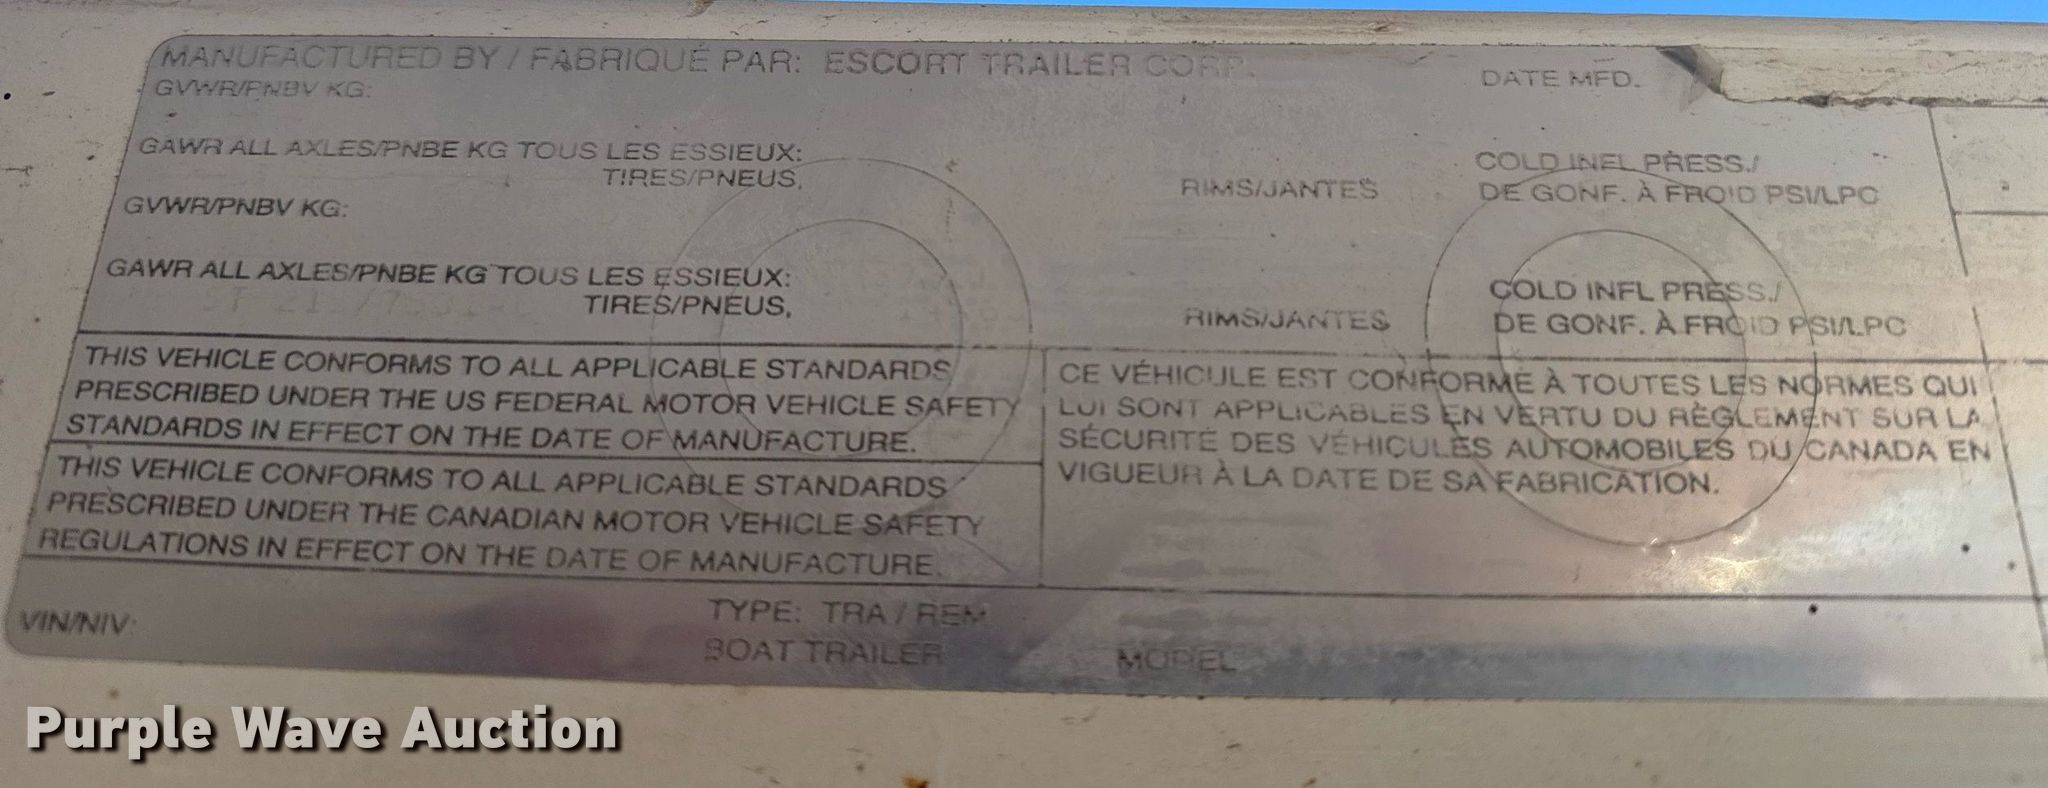 MANUFACTURED BY / FABRIQUÉ PAR: ESCORT TRAILER CORP.
DATE MFD.
GVWR/PNBV KG:
GAWR ALL AXLES/PNBE KG TOUS LES ESSIEUX:
TIRES/PNEUS,
RIMS/JANTES
COLD INFL PRESS./
DE GONF. À FROID PSI/LPC
GVWR/PNBV KG:
GAWR ALL AXLES/PNBE KG TOUS LES ESSIEUX:
TIRES/PNEUS,
RIMS/JANTES
COLD INFL PRESS./
DE GONF. À FROID PSI/LPC
THIS VEHICLE CONFORMS TO ALL APPLICABLE STANDARDS
PRESCRIBED UNDER THE US FEDERAL MOTOR VEHICLE SAFETY
STANDARDS IN EFFECT ON THE DATE OF MANUFACTURE.
THIS VEHICLE CONFORMS TO ALL APPLICABLE STANDARDS
PRESCRIBED UNDER THE CANADIAN MOTOR VEHICLE SAFETY
REGULATIONS IN EFFECT ON THE DATE OF MANUFACTURE.
CE VÉHICULE EST CONFORME À TOUTES LES NORMES QUI
LUI SONT APPLICABLES EN VERTU DU RÈGLEMENT SUR LA
SÉCURITÉ DES VÉHICULES AUTOMOBILES DU CANADA EN
VIGUEUR À LA DATE DE SA FABRICATION.
VIN/NIV:
TYPE: TRA / REM
BOAT TRAILER
MODEL
Purple Wave Auction